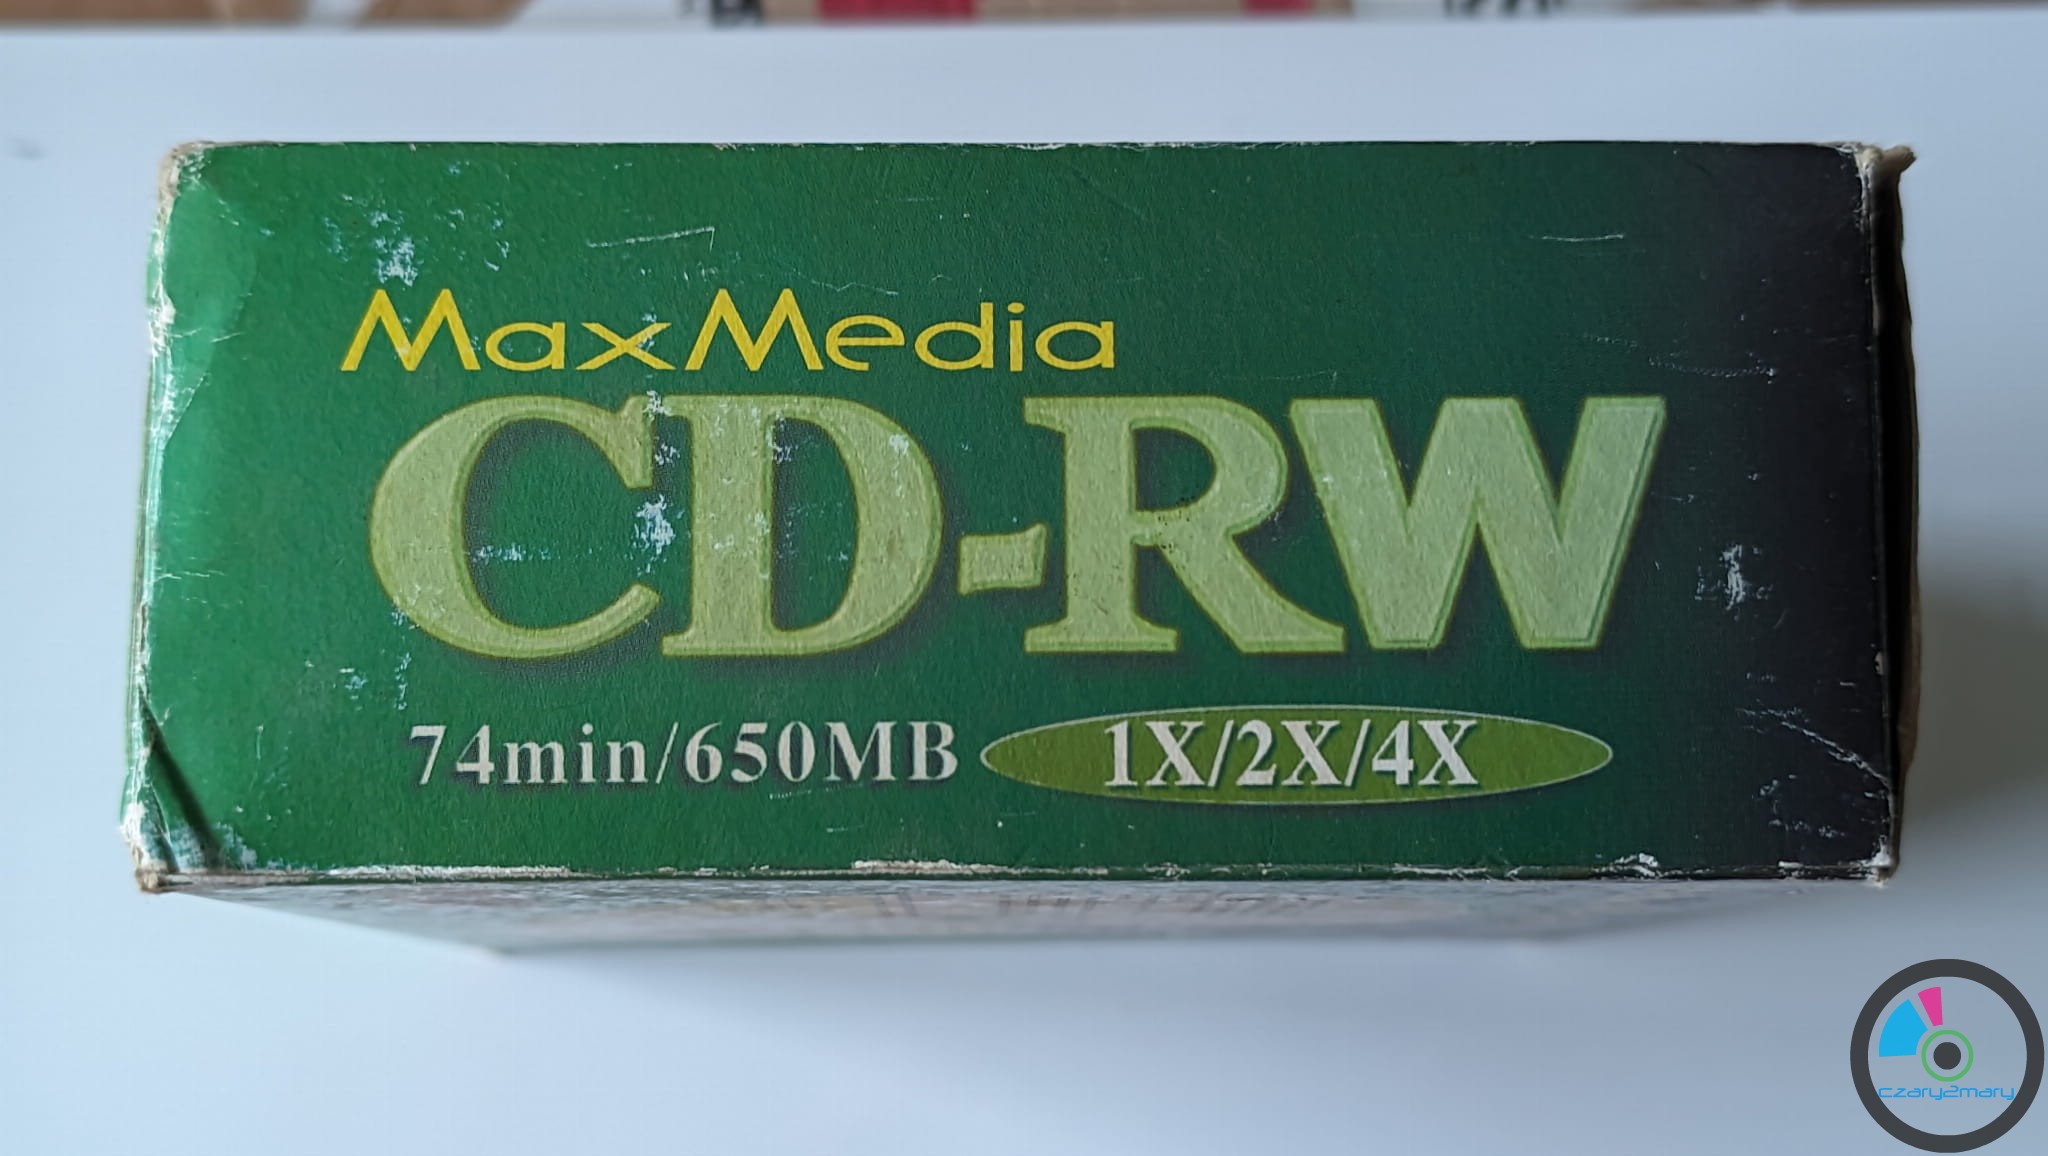 MaxMedia
CD-RW
74min/650MB 1X/2X/4X
czary2mary